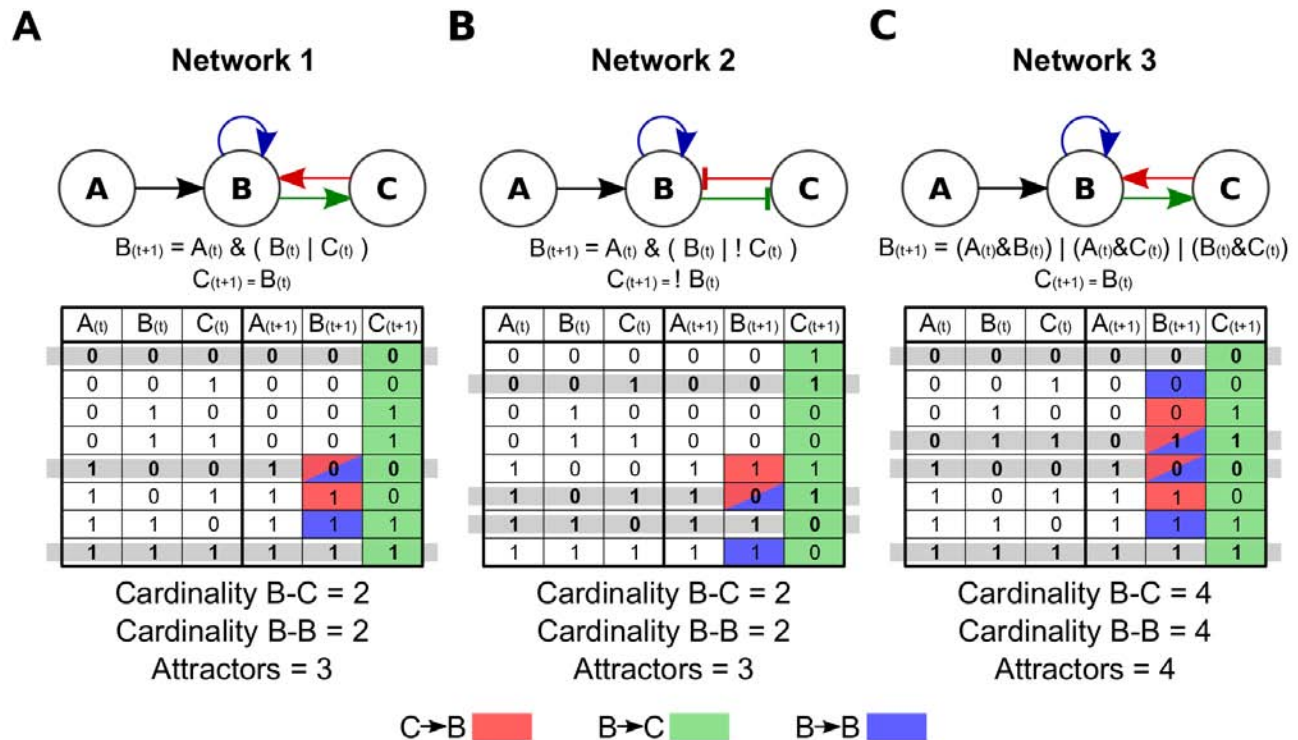 A
B
C
Network 1
Network 2
Network 3
A B C
A B C
A B C
B(t+1) = A(t) & ( B(t) | C(t) )
C(t+1) = B(t)
B(t+1) = A(t) & ( B(t) | ! C(t) )
C(t+1) = ! B(t)
B(t+1) = (A(t)&B(t)) | (A(t)&C(t)) | (B(t)&C(t))
C(t+1) = B(t)
A(t) B(t) C(t) A(t+1) B(t+1) C(t+1)
0 0 0 0 0 0
0 0 1 0 0 0
0 1 0 0 0 1
0 1 1 0 0 1
1 0 0 1 0 0
1 0 1 1 1 0
1 1 0 1 1 1
1 1 1 1 1 1
A(t) B(t) C(t) A(t+1) B(t+1) C(t+1)
0 0 0 0 0 1
0 0 1 0 0 1
0 1 0 0 0 0
0 1 1 0 0 0
1 0 0 1 1 1
1 0 1 1 0 1
1 1 0 1 1 0
1 1 1 1 1 0
A(t) B(t) C(t) A(t+1) B(t+1) C(t+1)
0 0 0 0 0 0
0 0 1 0 0 0
0 1 0 0 0 1
0 1 1 0 1 1
1 0 0 1 0 0
1 0 1 1 1 0
1 1 0 1 1 1
1 1 1 1 1 1
Cardinality B-C = 2
Cardinality B-B = 2
Attractors = 3
Cardinality B-C = 2
Cardinality B-B = 2
Attractors = 3
Cardinality B-C = 4
Cardinality B-B = 4
Attractors = 4
C→B
B→C
B→B